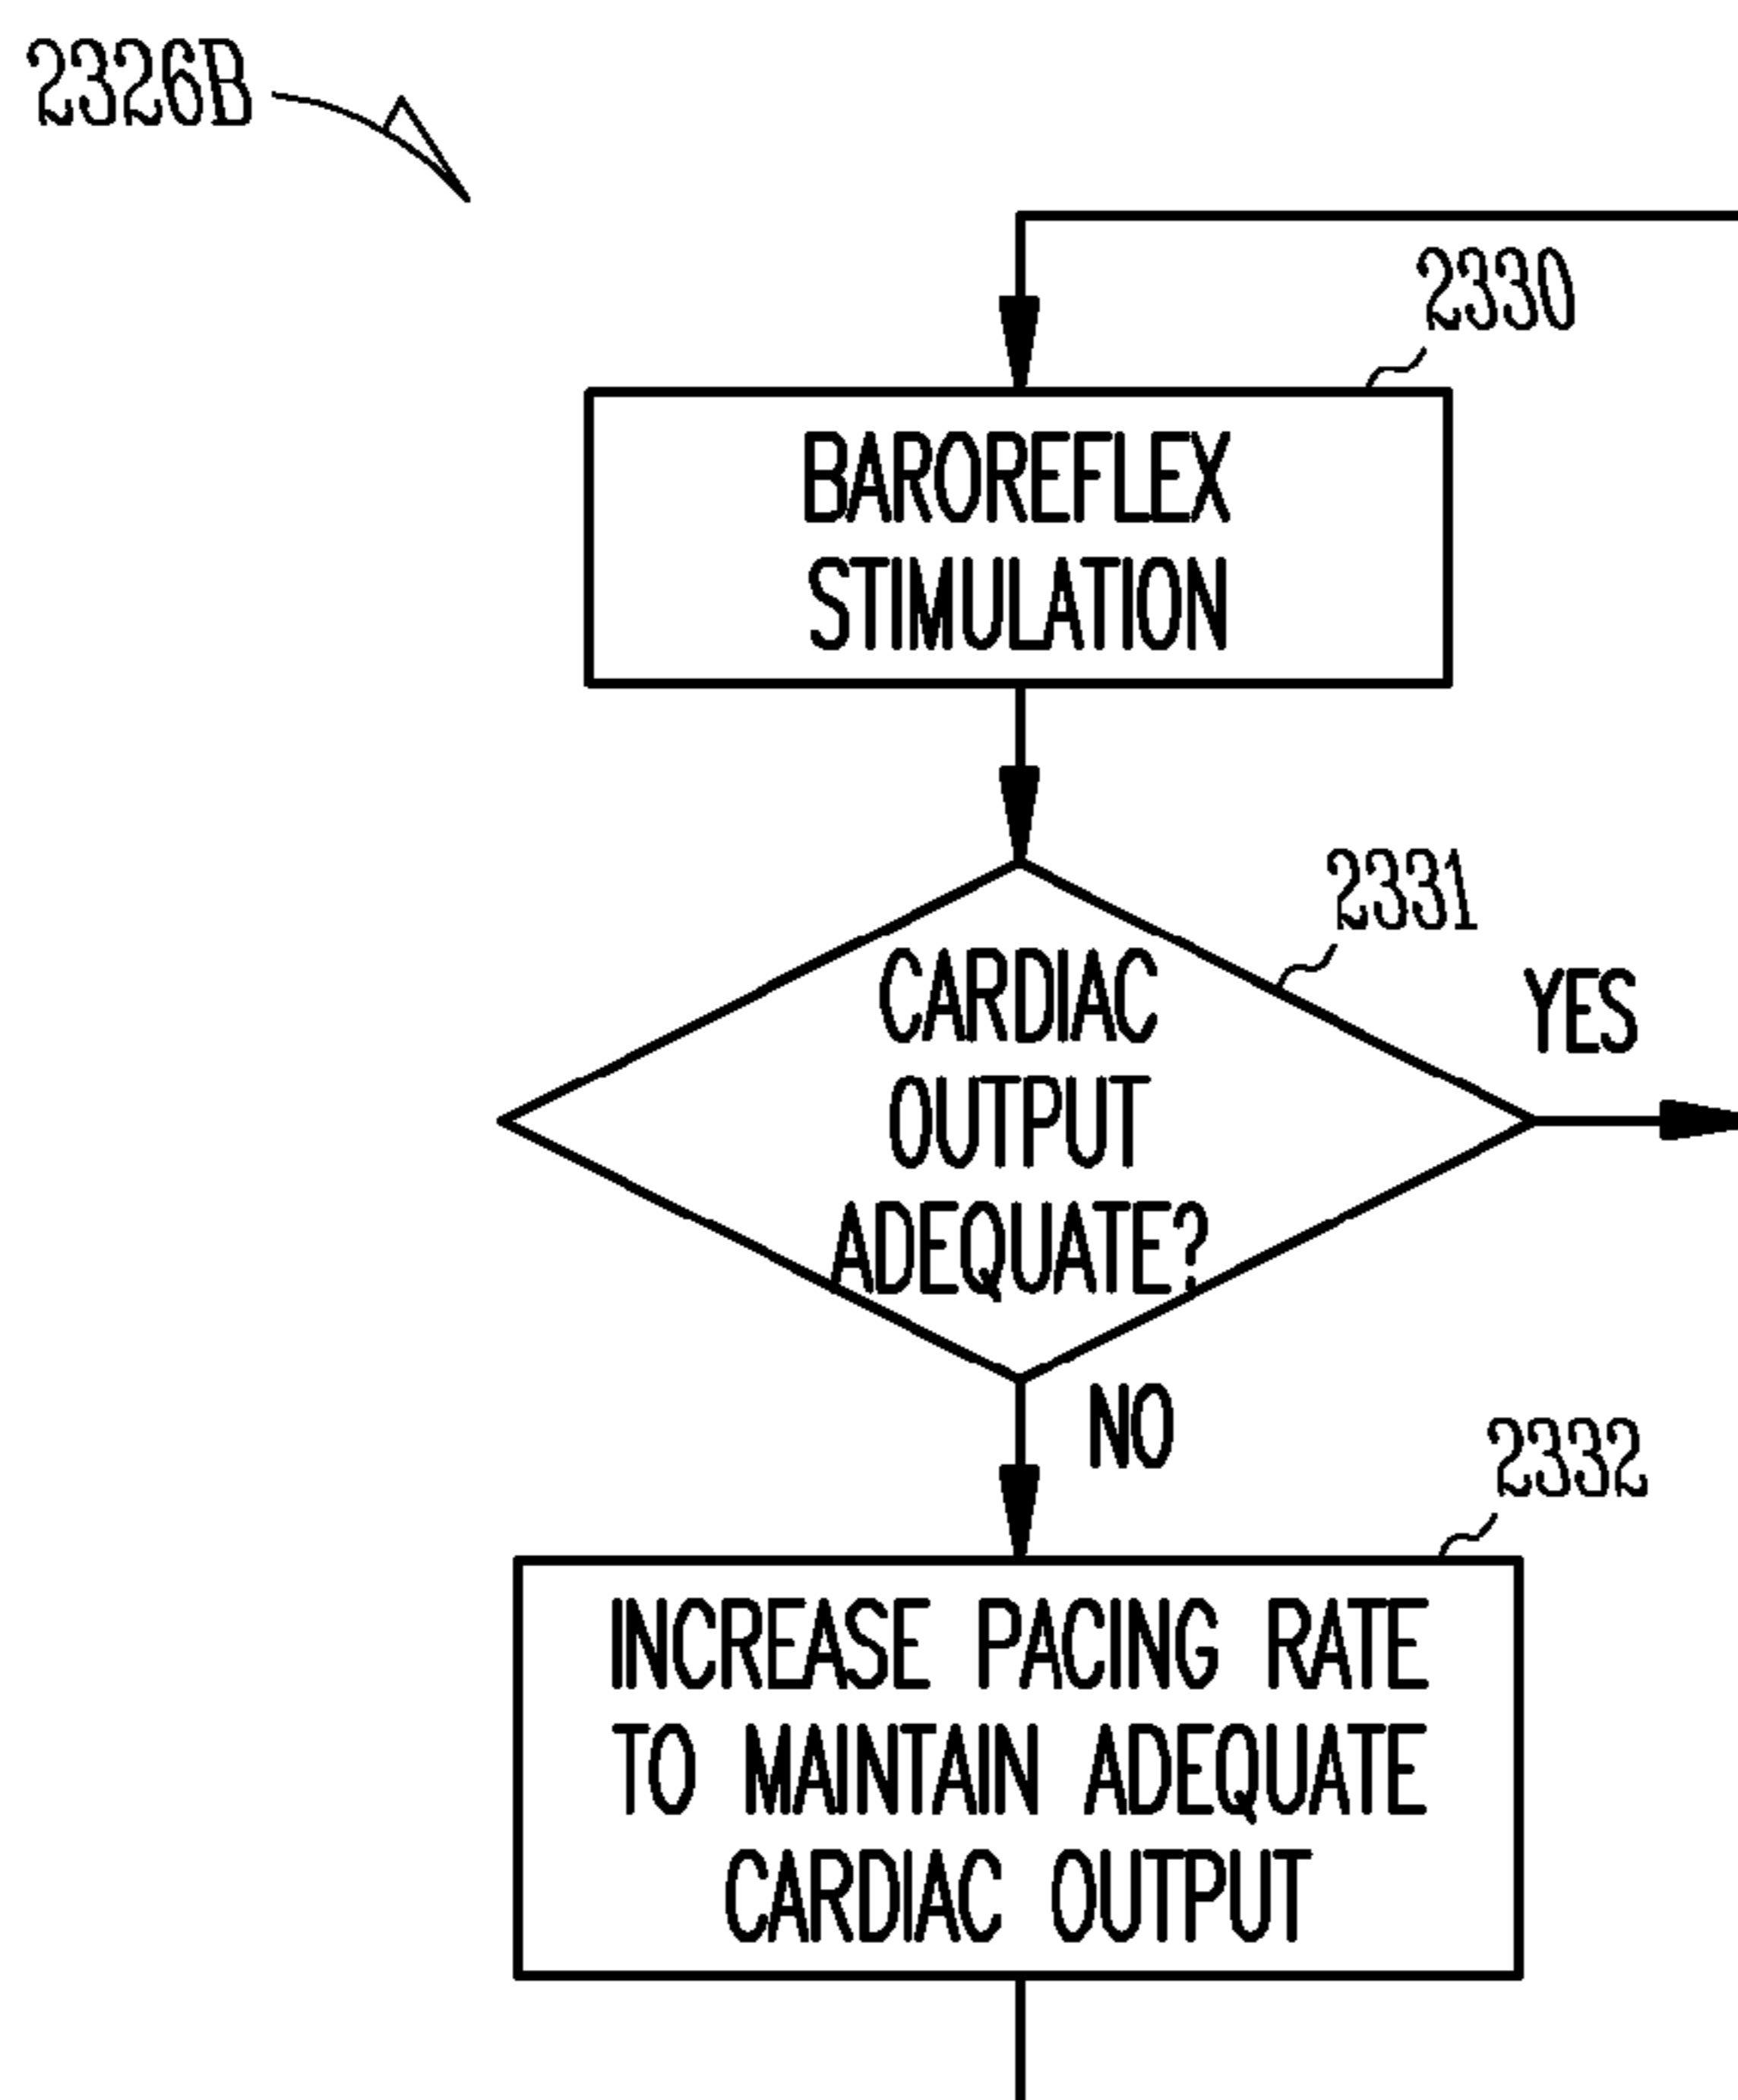 2326B
2330
BAROREFLEX
STIMULATION
2331
CARDIAC
OUTPUT
ADEQUATE?
YES
NO
2332
INCREASE PACING RATE
TO MAINTAIN ADEQUATE
CARDIAC OUTPUT